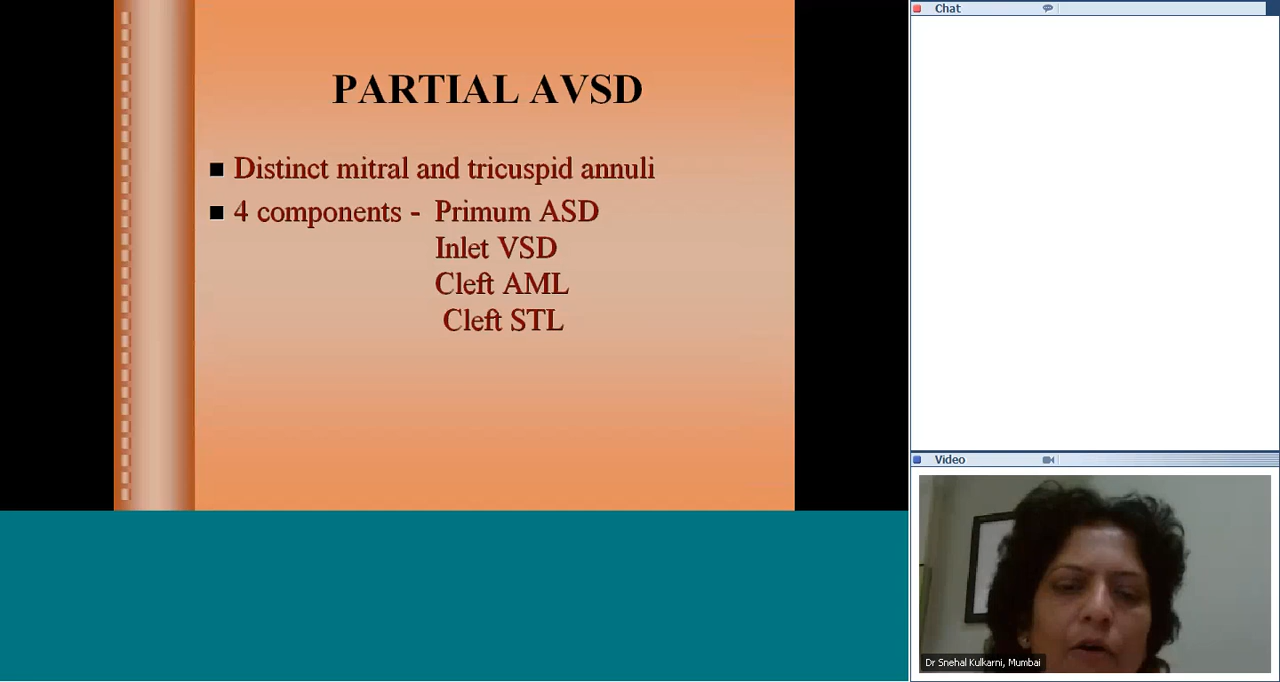 PARTIAL AVSD
■ Distinct mitral and tricuspid annuli
■ 4 components - Primum ASD
Inlet VSD
Cleft AML
Cleft STL
Chat
Video
Dr Snehal Kulkarni, Mumbai